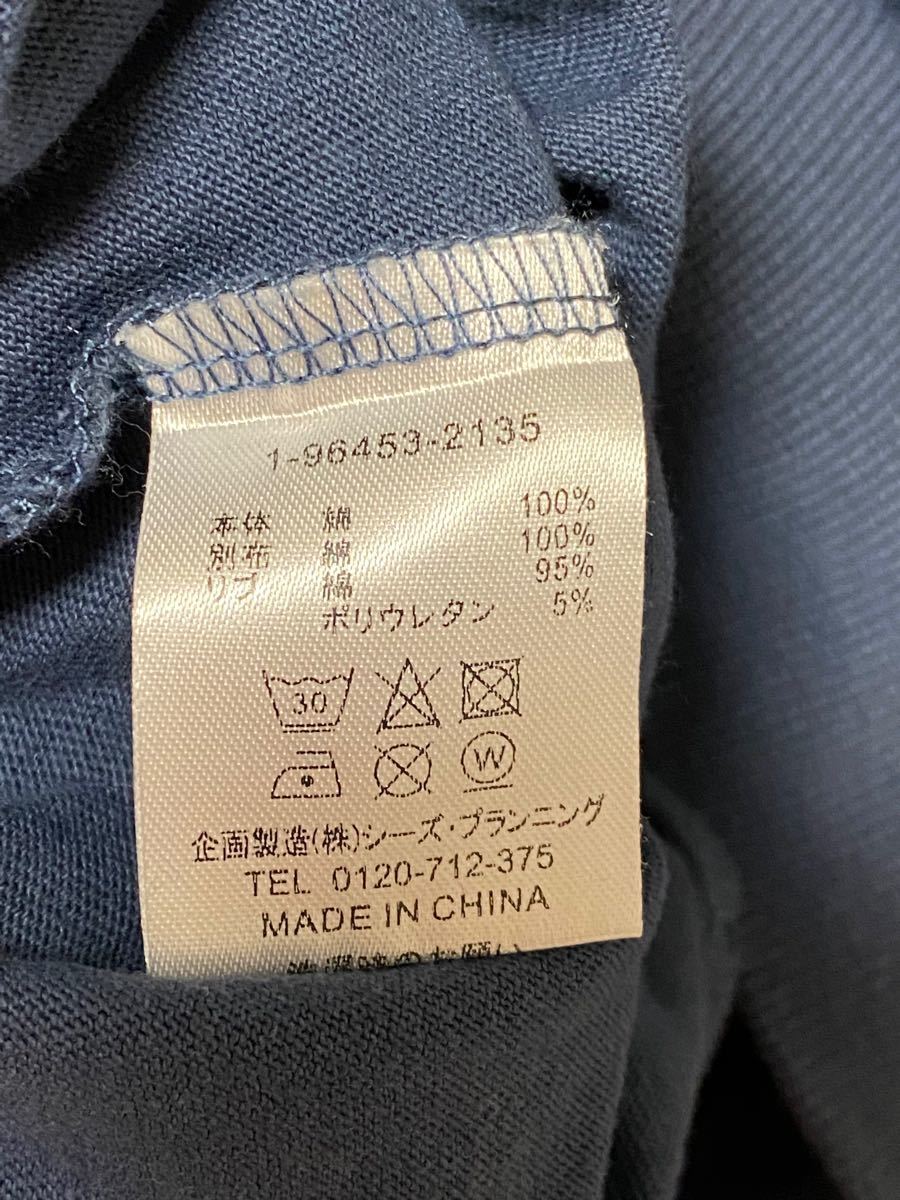 1-96453-2135
本体 綿 100%
別布 綿 100%
リブ 綿 95%
ポリウレタン 5%
30
W
企画製造(株)シーズ・プランニング
TEL 0120-712-375
MADE IN CHINA